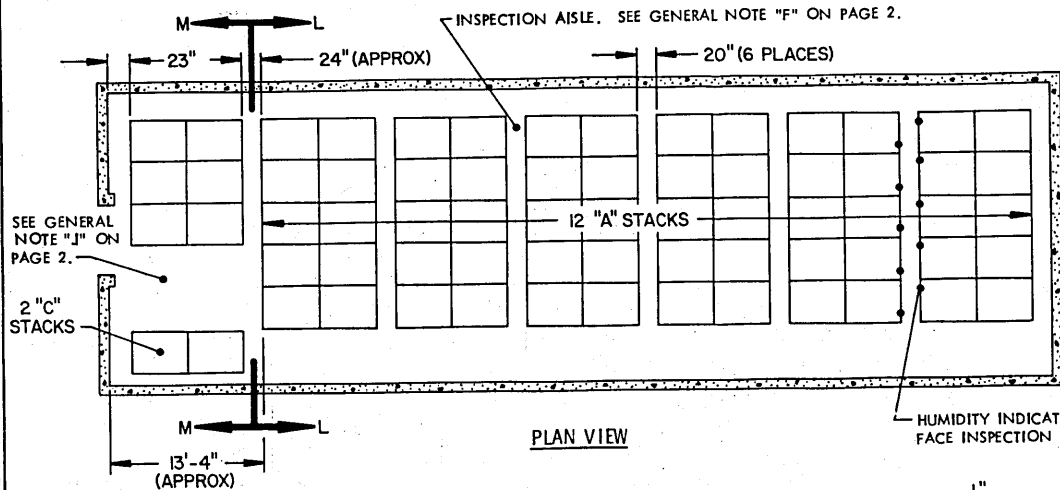 INSPECTION AISLE. SEE GENERAL NOTE "F" ON PAGE 2.
M L
23"
24" (APPROX)
20" (6 PLACES)
12 "A" STACKS
SEE GENERAL
NOTE "J" ON
PAGE 2.
2 "C"
STACKS
M L
HUMIDITY INDICAT
FACE INSPECTION
PLAN VIEW
13'-4"
(APPROX)
1"